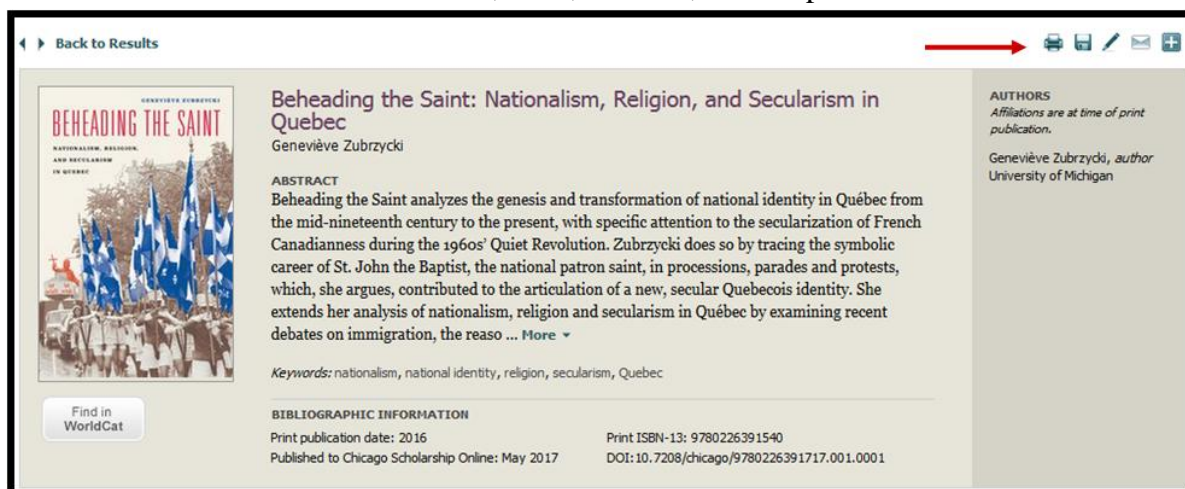 Back to Results
GENEVIÈVE ZUBRZYCKI
BEHEADING THE SAINT
NATIONALISM, RELIGION,
AND SECULARISM
IN QUEBEC
Find in
WorldCat
Beheading the Saint: Nationalism, Religion, and Secularism in
Quebec
Geneviève Zubrzycki
ABSTRACT
Beheading the Saint analyzes the genesis and transformation of national identity in Québec from
the mid-nineteenth century to the present, with specific attention to the secularization of French
Canadianness during the 1960s’ Quiet Revolution. Zubrzycki does so by tracing the symbolic
career of St. John the Baptist, the national patron saint, in processions, parades and protests,
which, she argues, contributed to the articulation of a new, secular Quebecois identity. She
extends her analysis of nationalism, religion and secularism in Québec by examining recent
debates on immigration, the reaso ... More
Keywords: nationalism, national identity, religion, secularism, Quebec
BIBLIOGRAPHIC INFORMATION
Print publication date: 2016
Print ISBN-13: 9780226391540
Published to Chicago Scholarship Online: May 2017
DOI:10.7208/chicago/9780226391717.001.0001
AUTHORS
Affiliations are at time of print
publication.
Geneviève Zubrzycki, author
University of Michigan